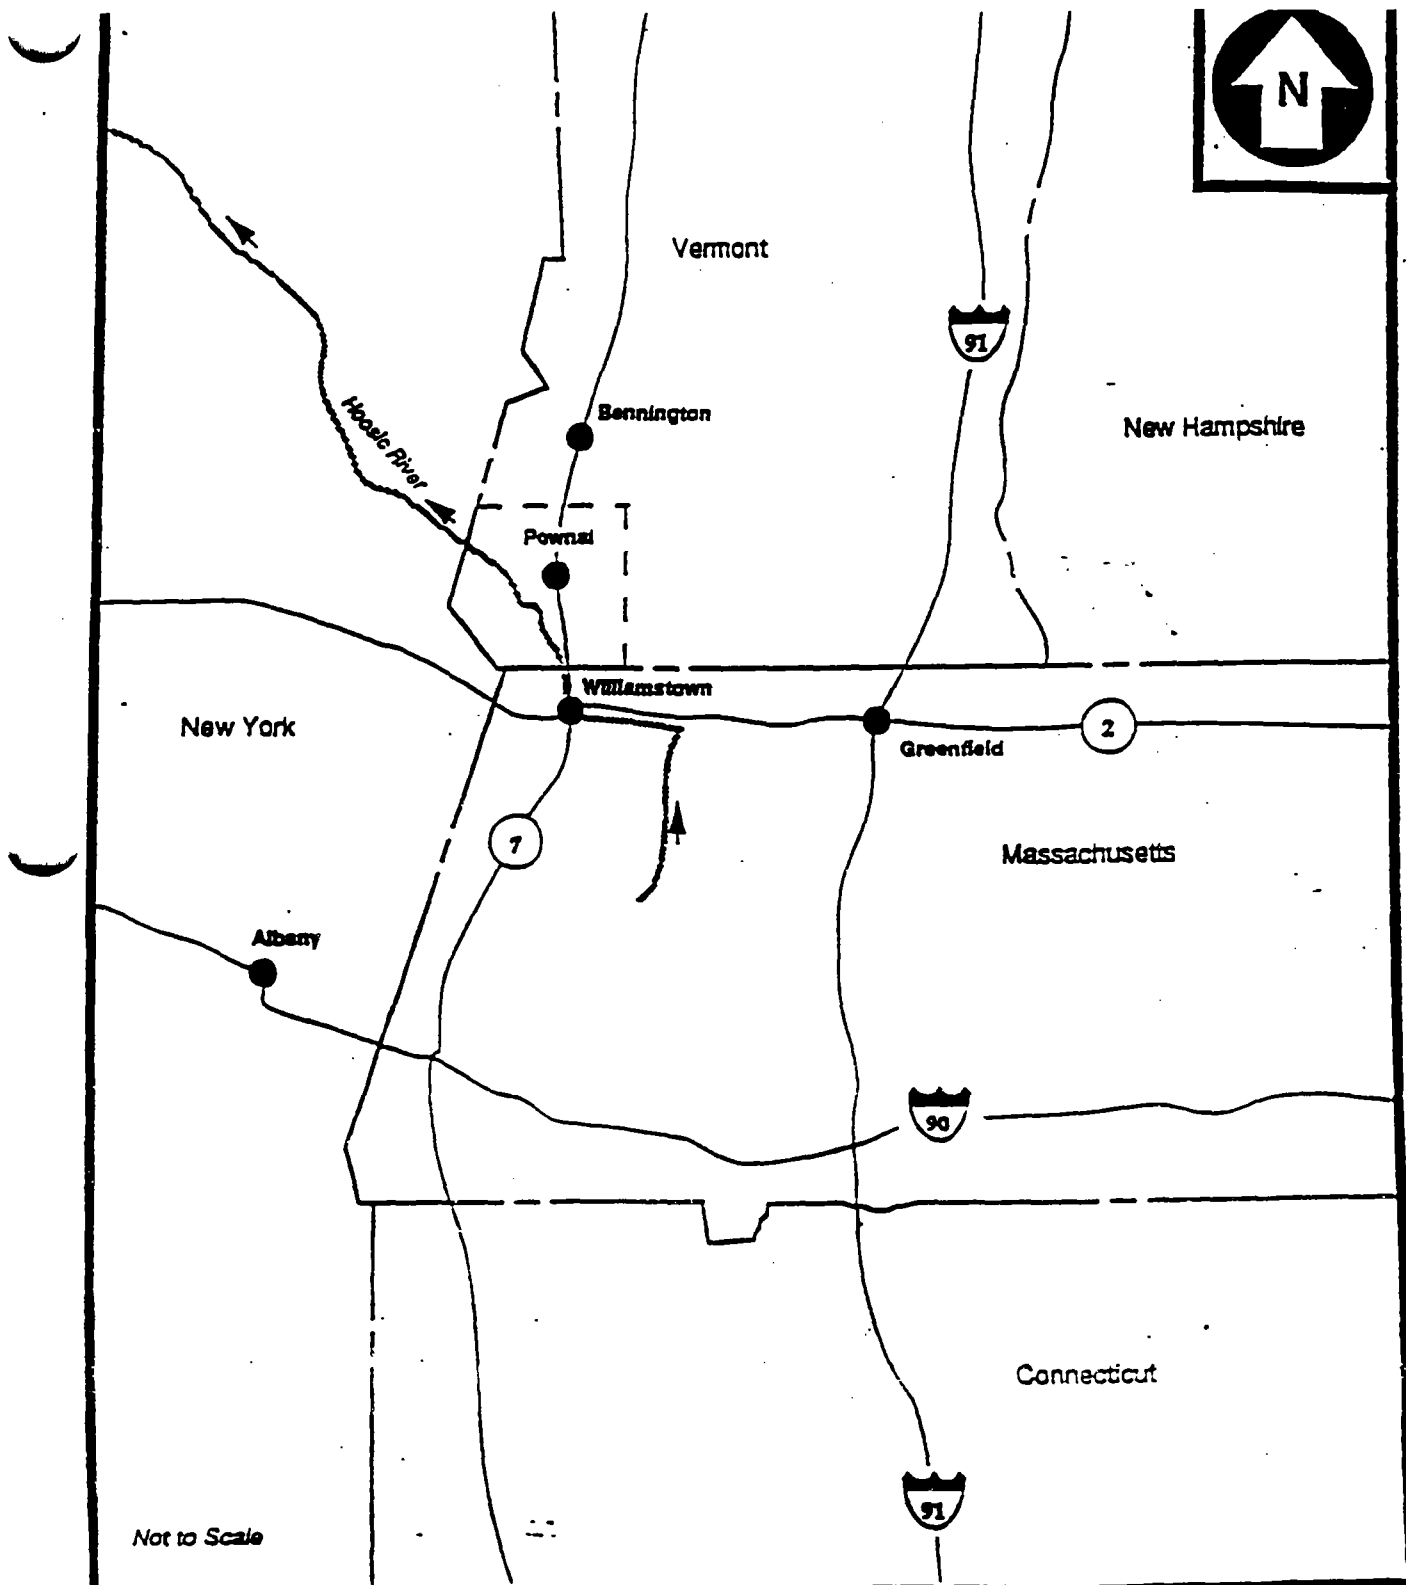 N
Vermont
91
Hoosic River
Bennington
New Hampshire
Pownal
Williamstown
New York
Greenfield
2
7
Massachusetts
Albany
90
Connecticut
91
Not to Scale